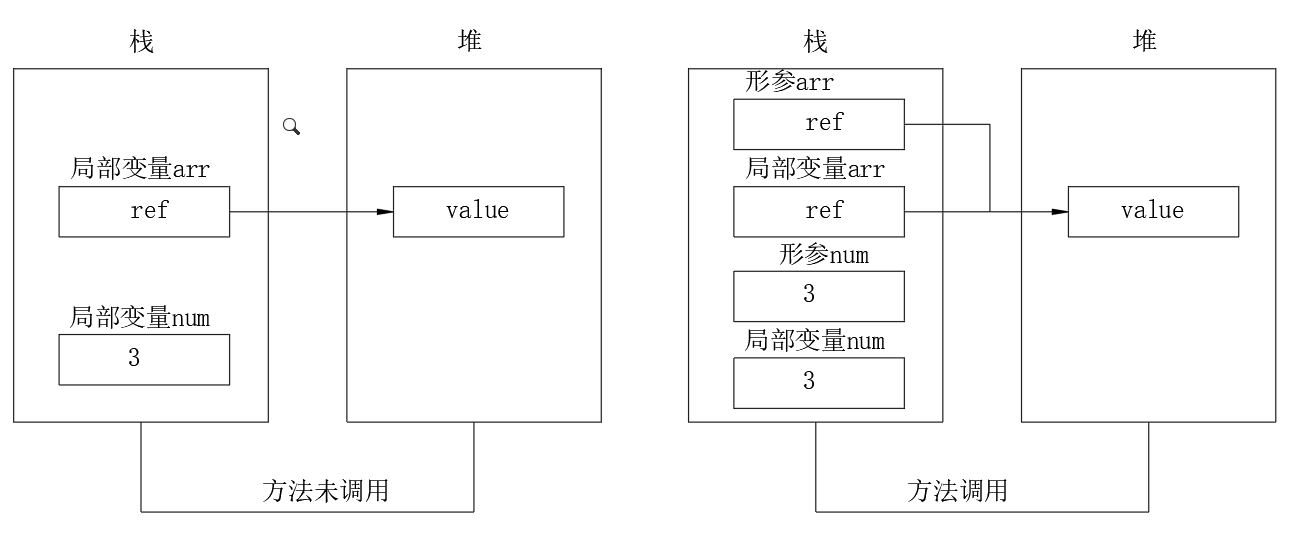 栈
堆
局部变量arr
ref
value
局部变量num
3
方法未调用
栈
堆
形参arr
ref
局部变量arr
ref
value
形参num
3
局部变量num
3
方法调用